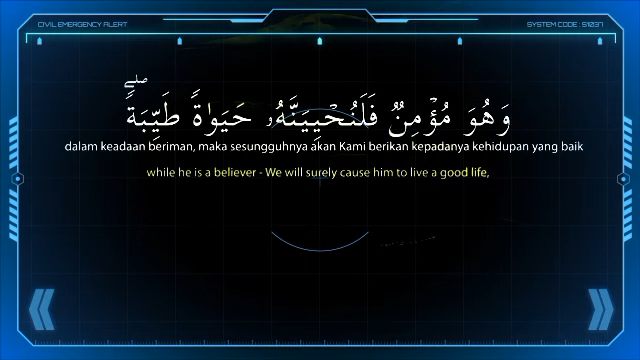 CIVIL EMERGENCY ALERT
SYSTEM CODE : S1037
وَهُوَ مُؤْمِنٌ فَلَنُحْيِيَنَّهُۥ حَيَوٰةً طَيِّبَةً ۖ
dalam keadaan beriman, maka sesungguhnya akan Kami berikan kepadanya kehidupan yang baik
while he is a believer - We will surely cause him to live a good life,